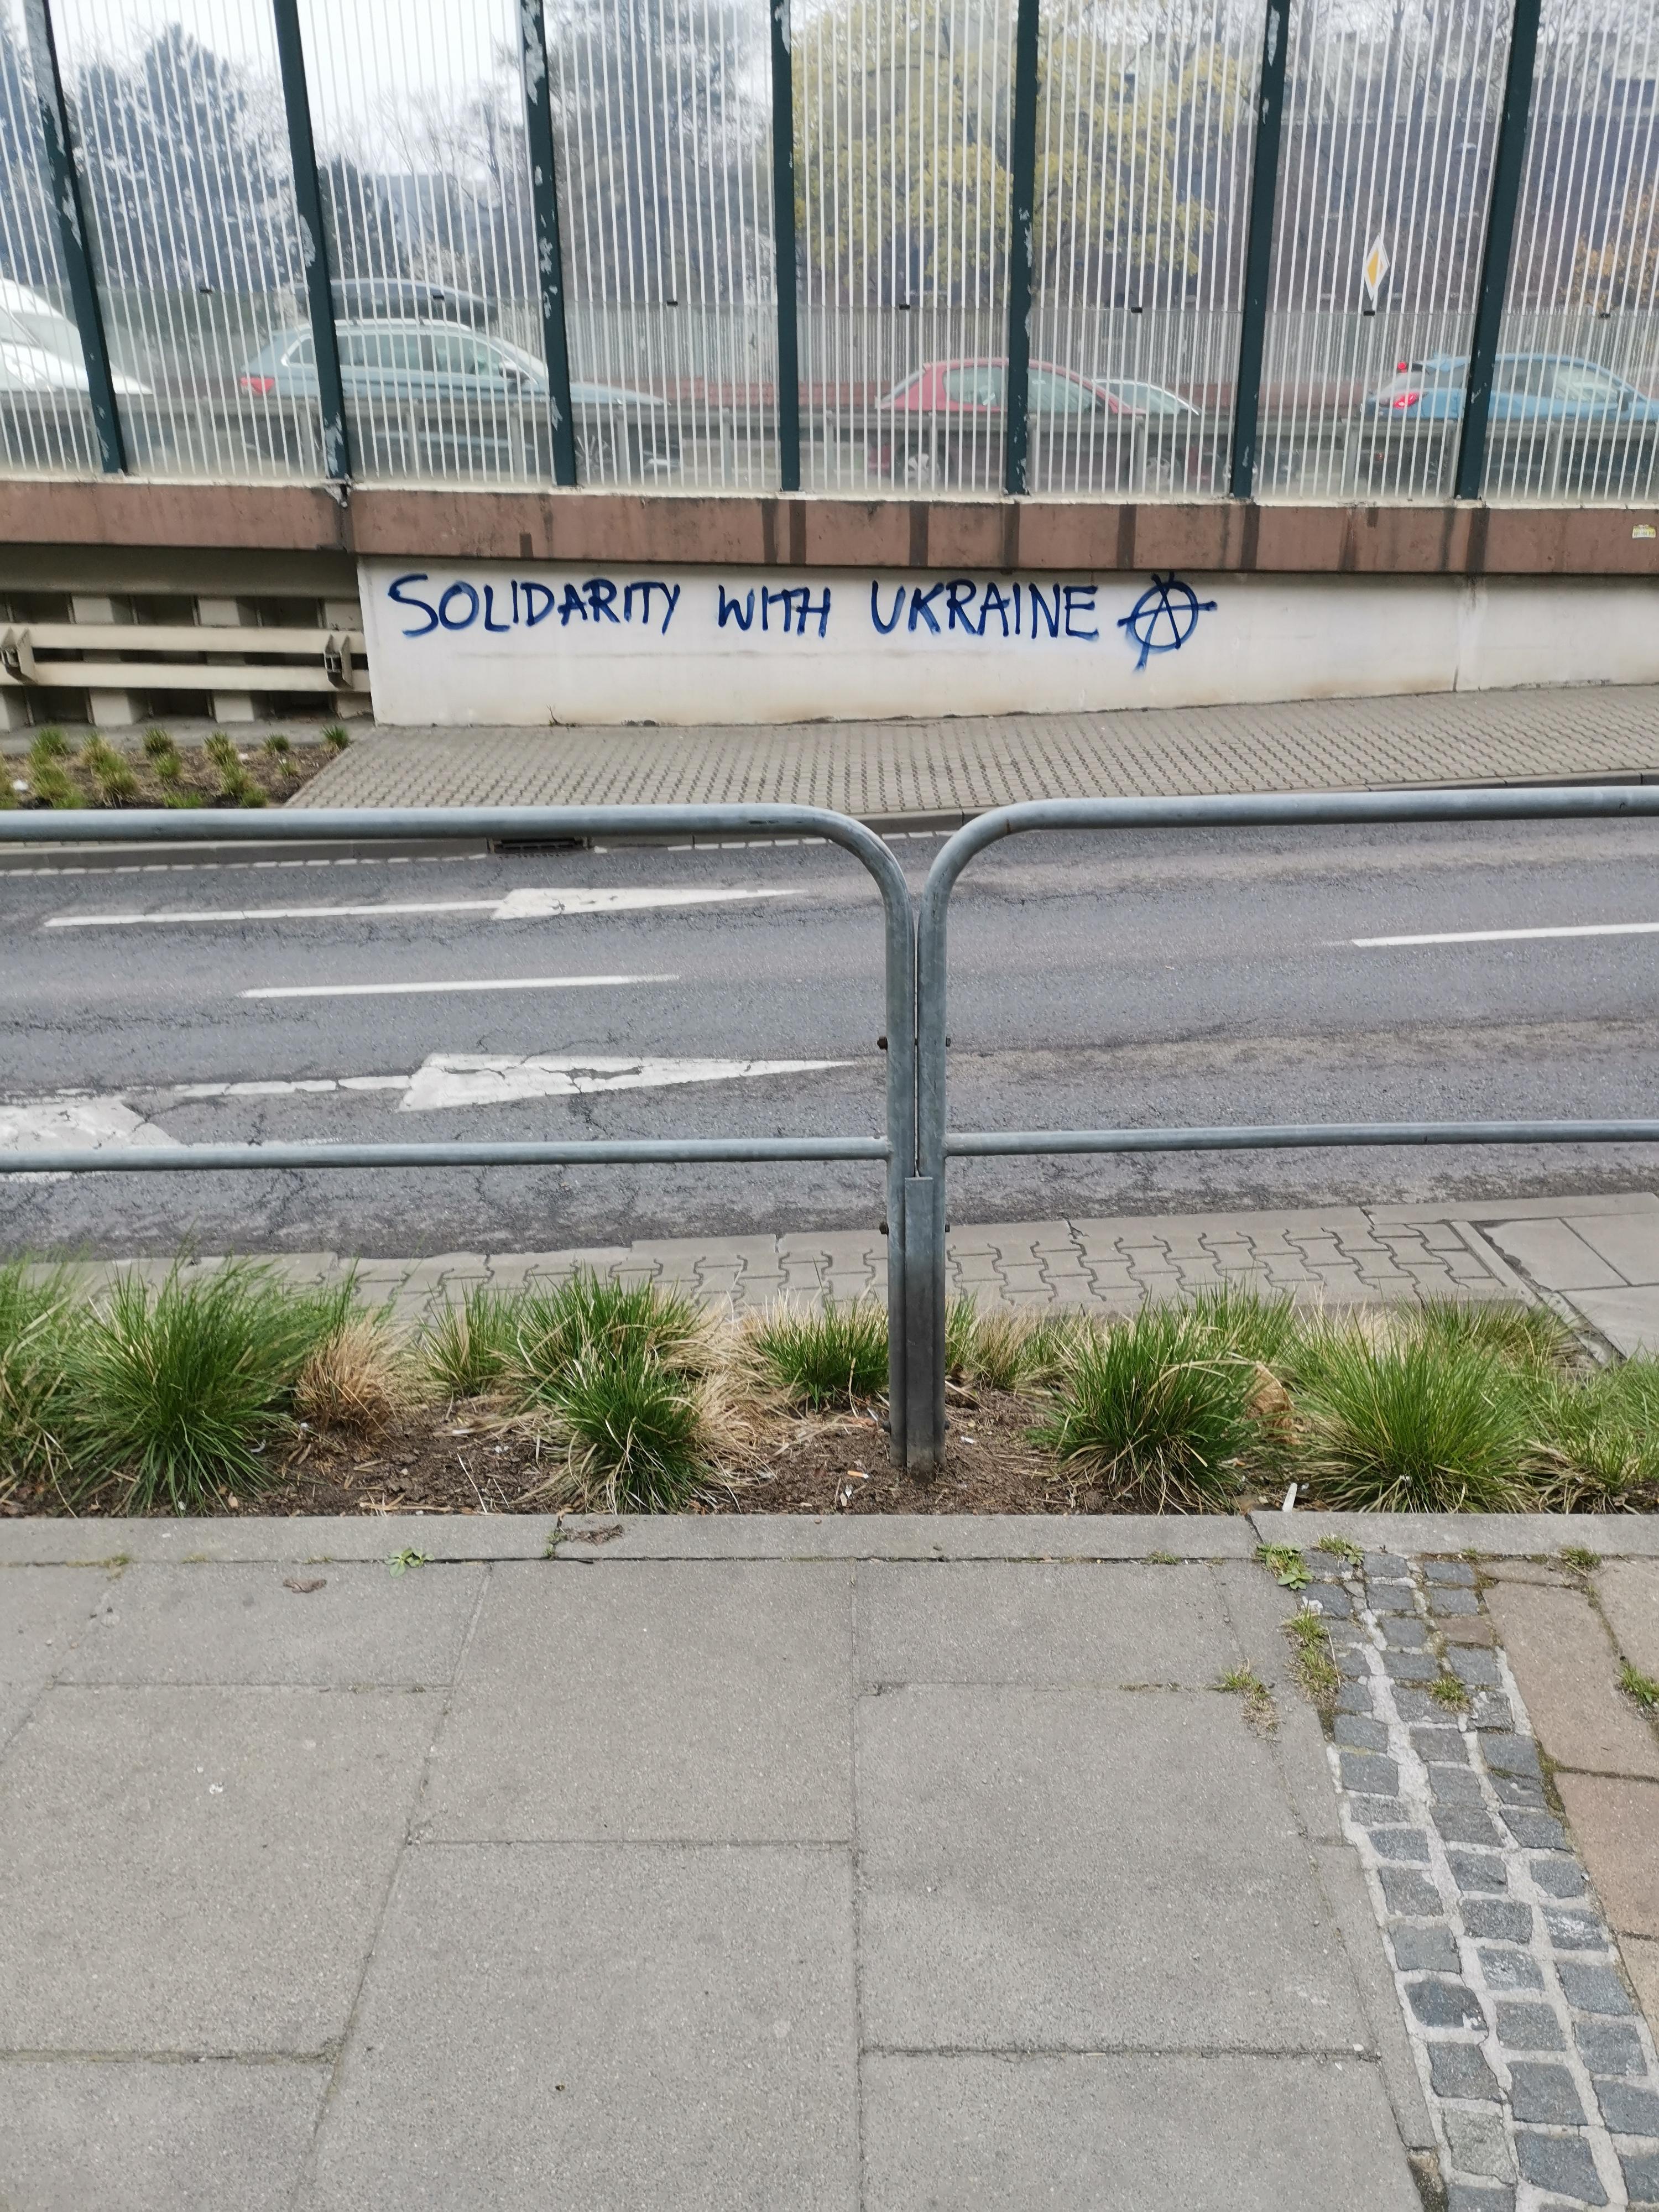 SOLIDARITY WITH UKRAINE Ⓐ